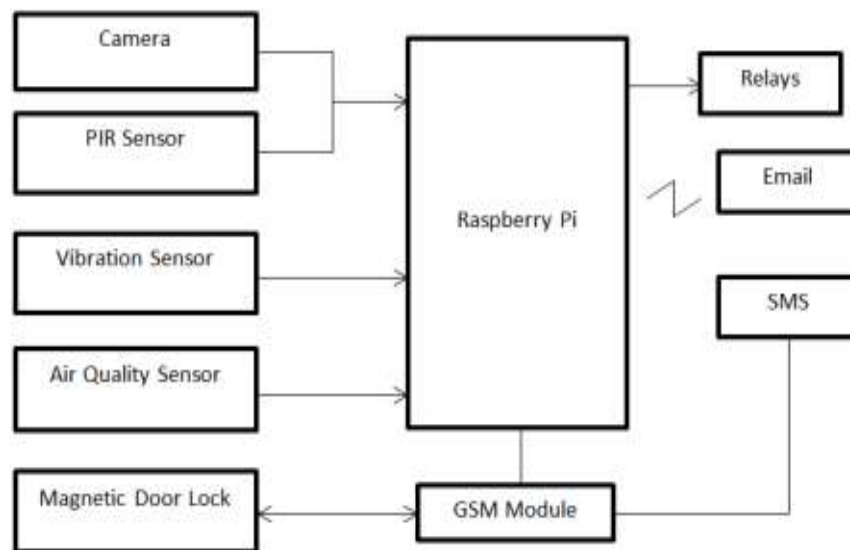 Camera
PIR Sensor
Vibration Sensor
Air Quality Sensor
Magnetic Door Lock
Raspberry Pi
GSM Module
Relays
Email
SMS